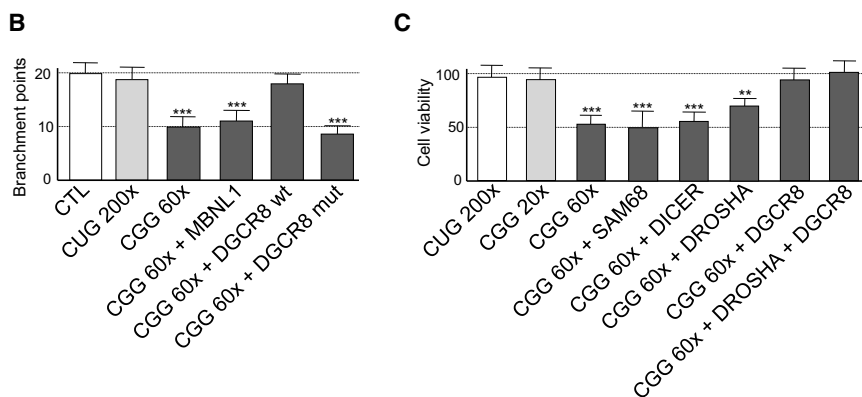 B
Branchment points
20
10
0
***
***
***
CTL
CUG 200x
CGG 60x
CGG 60x + MBNL1
CGG 60x + DGCR8 wt
CGG 60x + DGCR8 mut
C
Cell viability
100
50
0
***
***
***
**
CUG 200x
CGG 20x
CGG 60x
CGG 60x + SAM68
CGG 60x + DICER
CGG 60x + DROSHA
CGG 60x + DGCR8
CGG 60x + DROSHA + DGCR8